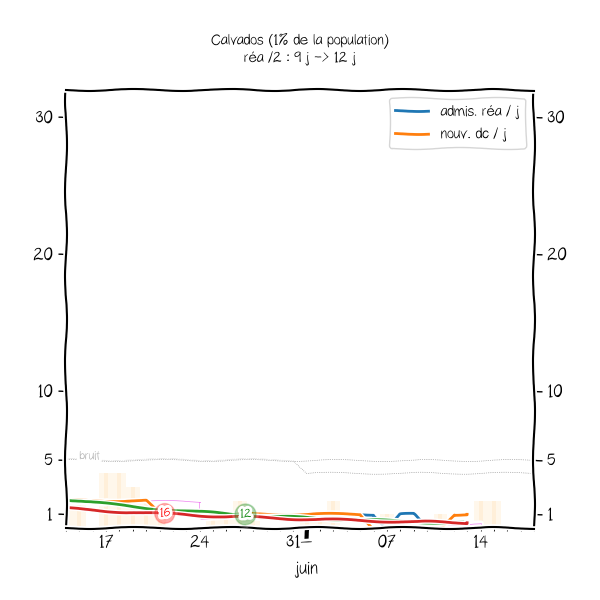 Calvados (1% de la population)
réa /2 : 9 j -> 12 j
30
30
admis. réa / j
nouv. dc / j
20
20
10
10
5
bruit
5
1
16
12
1
17
24
31
07
14
juin